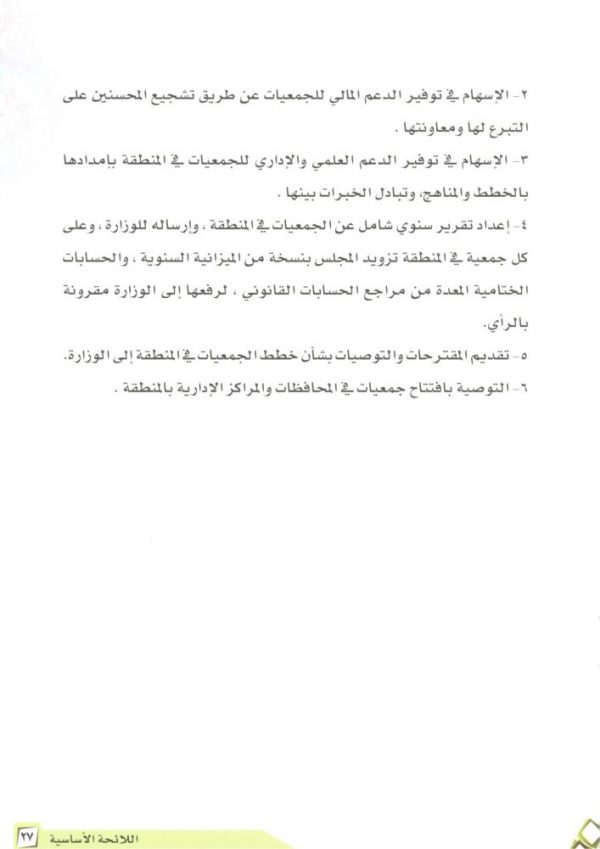 ٢- الإسهام في توفير الدعم المالي للجمعيات عن طريق تشجيع المحسنين على
التبرع لها ومعاونتها .
٣- الإسهام في توفير الدعم العلمي والإداري للجمعيات في المنطقة بإمدادها
بالخطط والمناهج، وتبادل الخبرات بينها .
٤- إعداد تقرير سنوي شامل عن الجمعيات في المنطقة ، وإرساله للوزارة ، وعلى
كل جمعية في المنطقة تزويد المجلس بنسخة من الميزانية السنوية ، والحسابات
الختامية المعدة من مراجع الحسابات القانوني ، لرفعها إلى الوزارة مقرونة
بالرأي.
٥- تقديم المقترحات والتوصيات بشأن خطط الجمعيات في المنطقة إلى الوزارة.
٦- التوصية بافتتاح جمعيات في المحافظات والمراكز الإدارية بالمنطقة .
اللائحة الأساسية ٢٧